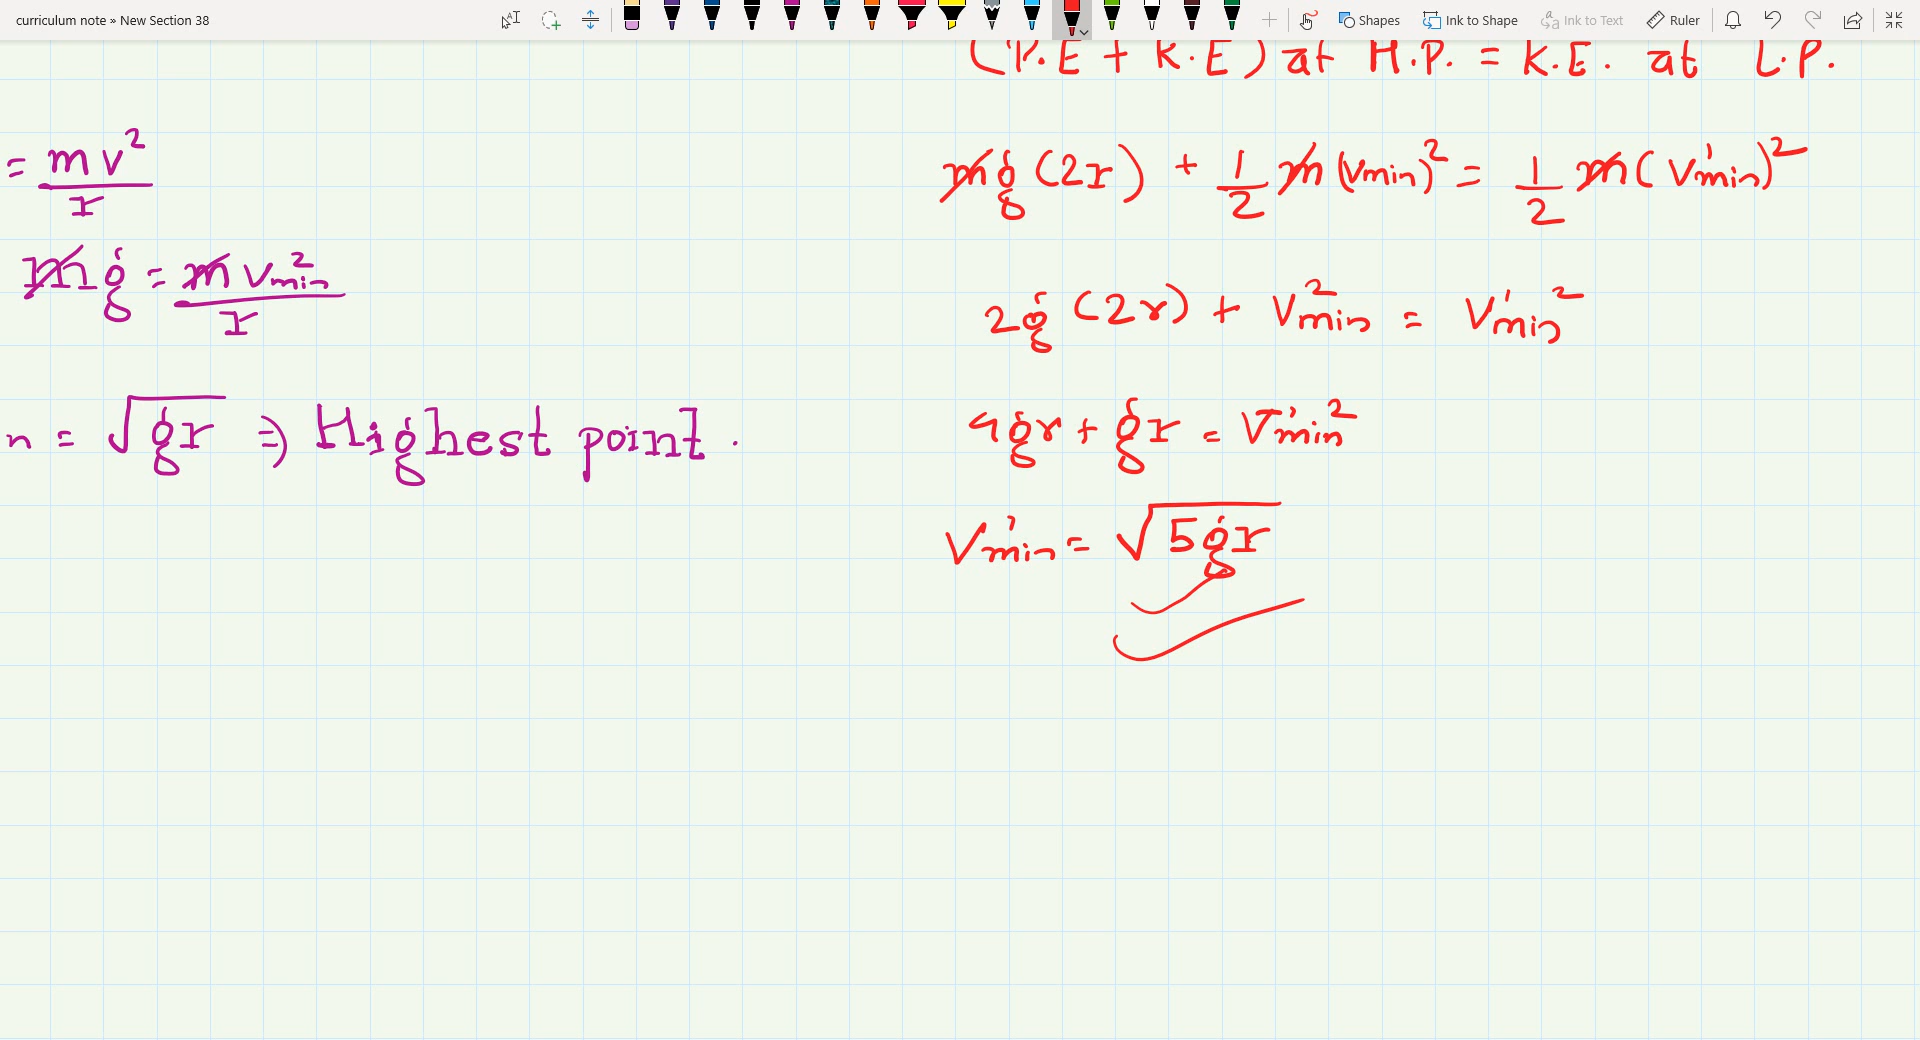 curriculum note » New Section 38
Shapes Ink to Shape Ink to Text Ruler
= mv² / r
mg = m vmin² / r
n = √gr ⇒ Highest point.
(P.E + K.E) at H.P. = K.E. at L.P.
mg(2r) + 1/2 m(vmin)² = 1/2 m(v'min)²
2g(2r) + Vmin² = V'min²
4gr + gr = V'min²
V'min = √5gr